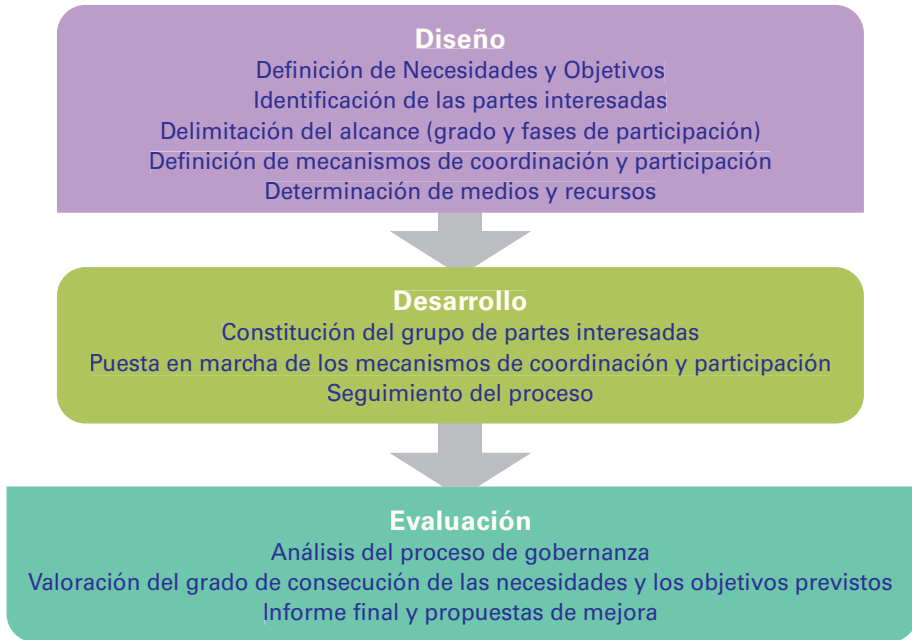 Diseño
Definición de Necesidades y Objetivos
Identificación de las partes interesadas
Delimitación del alcance (grado y fases de participación)
Definición de mecanismos de coordinación y participación
Determinación de medios y recursos
Desarrollo
Constitución del grupo de partes interesadas
Puesta en marcha de los mecanismos de coordinación y participación
Seguimiento del proceso
Evaluación
Análisis del proceso de gobernanza
Valoración del grado de consecución de las necesidades y los objetivos previstos
Informe final y propuestas de mejora